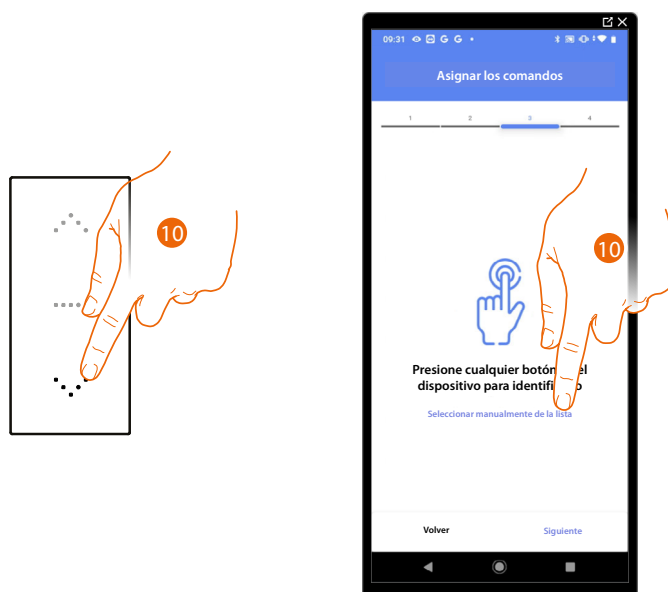 09:31 G G
Asignar los comandos
1 2 3 4
10
10
Presione cualquier botón el
dispositivo para identifi o
Seleccionar manualmente de la lista
Volver Siguiente